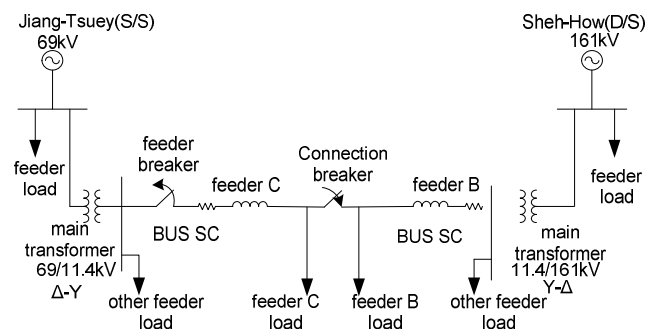 Jiang-Tsuey(S/S)
69kV
Sheh-How(D/S)
161kV
feeder
load
feeder
breaker
feeder C
Connection
breaker
feeder B
feeder
load
main
transformer
69/11.4kV
Δ-Y
BUS SC
BUS SC
main
transformer
11.4/161kV
Y-Δ
other feeder
load
feeder C
load
feeder B
load
other feeder
load